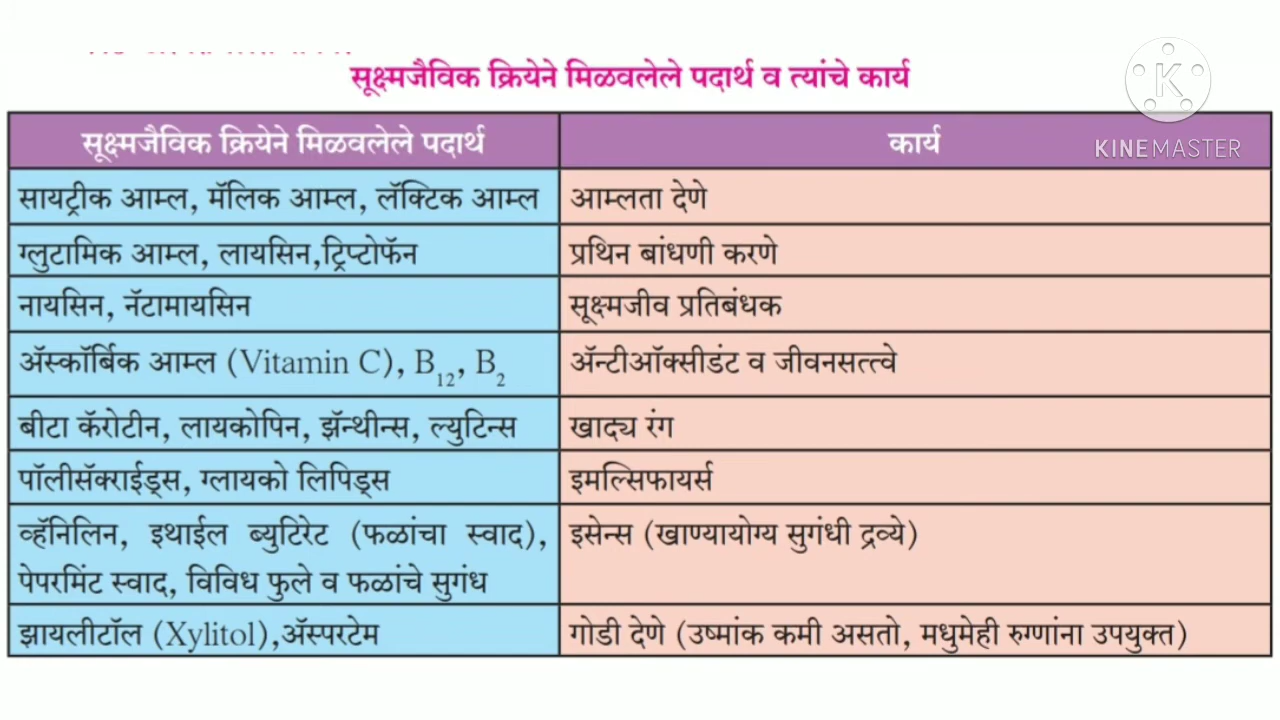 सूक्ष्मजैविक क्रियेने मिळवलेले पदार्थ व त्यांचे कार्य
K
KINEMASTER
सूक्ष्मजैविक क्रियेने मिळवलेले पदार्थ
कार्य
सायट्रीक आम्ल, मॅलिक आम्ल, लॅक्टिक आम्ल
आम्लता देणे
ग्लुटामिक आम्ल, लायसिन,ट्रिप्टोफॅन
प्रथिन बांधणी करणे
नायसिन, नॅटामायसिन
सूक्ष्मजीव प्रतिबंधक
ॲस्कॉर्बिक आम्ल (Vitamin C), B12, B2
ॲन्टीऑक्सीडंट व जीवनसत्त्वे
बीटा कॅरोटीन, लायकोपिन, झॅन्थीन्स, ल्युटिन्स
खाद्य रंग
पॉलीसॅक्राईड्स, ग्लायको लिपिड्स
इमल्सिफायर्स
व्हॅनिलिन, इथाईल ब्युटिरेट (फळांचा स्वाद),
पेपरमिंट स्वाद, विविध फुले व फळांचे सुगंध
इसेन्स (खाण्यायोग्य सुगंधी द्रव्ये)
झायलीटॉल (Xylitol),ॲस्परटेम
गोडी देणे (उष्मांक कमी असतो, मधुमेही रुग्णांना उपयुक्त)